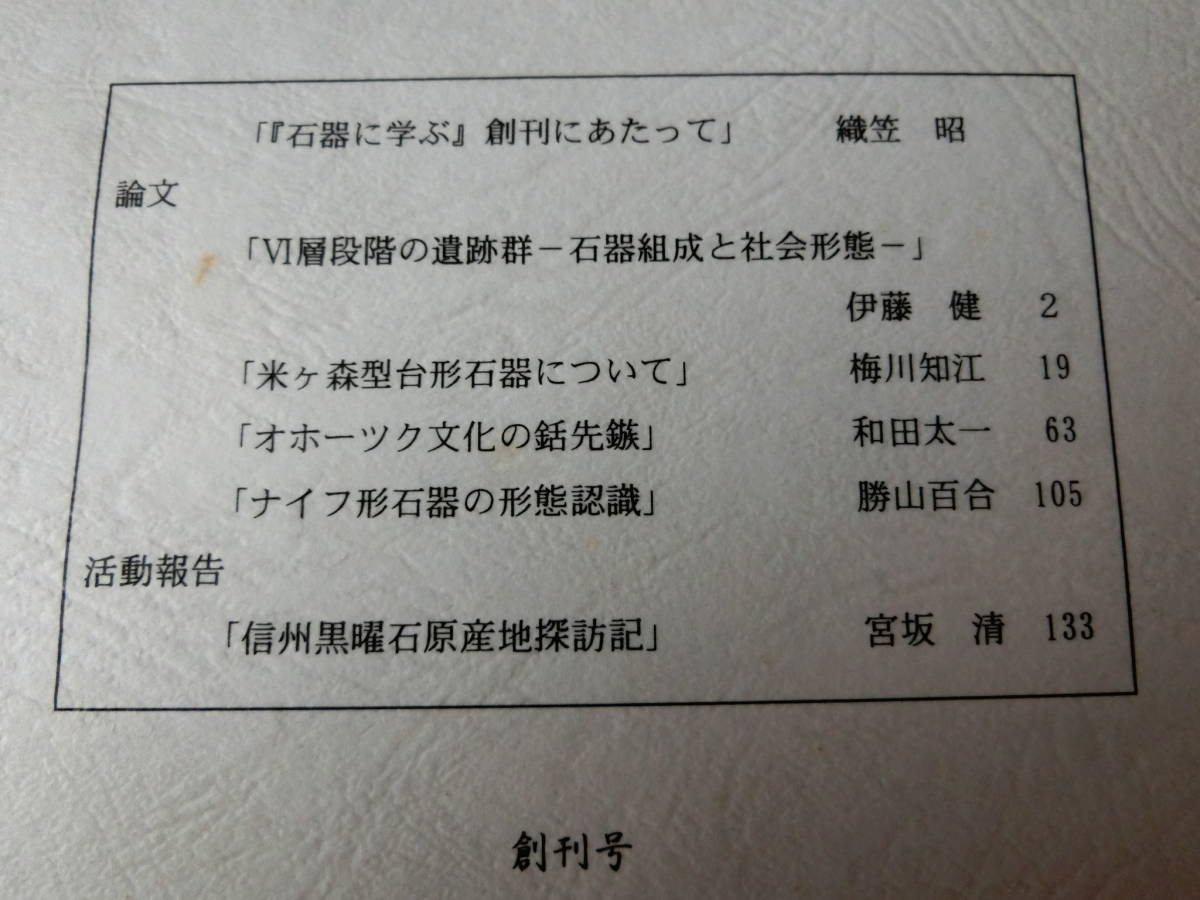 「『石器に学ぶ』創刊にあたって」 織笠 昭
論文
「Ⅵ層段階の遺跡群－石器組成と社会形態－」
伊藤 健 2
「米ヶ森型台形石器について」 梅川知江 19
「オホーツク文化の銛先鏃」 和田太一 63
「ナイフ形石器の形態認識」 勝山百合 105
活動報告
「信州黒曜石原産地探訪記」 宮坂 清 133
創刊号